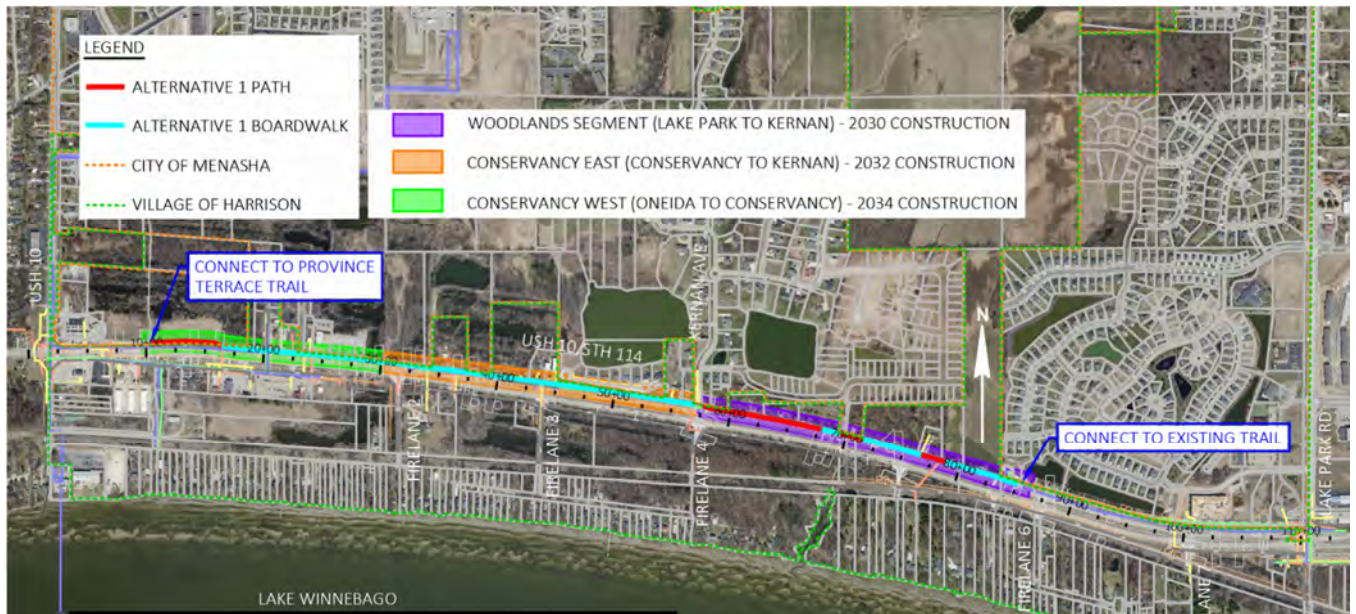 LEGEND
ALTERNATIVE 1 PATH
ALTERNATIVE 1 BOARDWALK
CITY OF MENASHA
VILLAGE OF HARRISON
WOODLANDS SEGMENT (LAKE PARK TO KERNAN) - 2030 CONSTRUCTION
CONSERVANCY EAST (CONSERVANCY TO KERNAN) - 2032 CONSTRUCTION
CONSERVANCY WEST (ONEIDA TO CONSERVANCY) - 2034 CONSTRUCTION
USH 10
CONNECT TO PROVINCE
TERRACE TRAIL
KERNAN AVE
USH 10/STH 114
N
CONNECT TO EXISTING TRAIL
LAKE PARK RD
FIRELANE 2
FIRELANE 3
FIRELANE 4
FIRELANE 6
LANE
LAKE WINNEBAGO